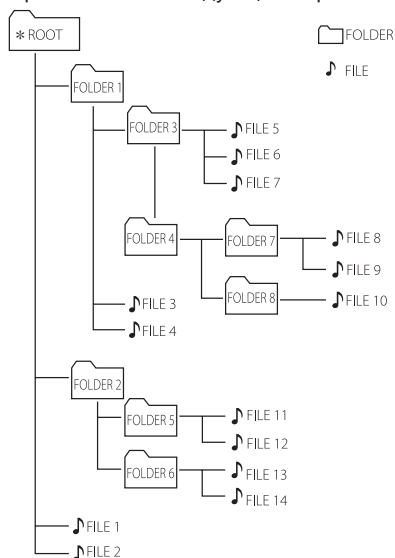 * ROOT
FOLDER
FILE
FOLDER 1
FOLDER 3
FILE 5
FILE 6
FILE 7
FOLDER 4
FOLDER 7
FILE 8
FILE 9
FOLDER 8
FILE 10
FILE 3
FILE 4
FOLDER 2
FOLDER 5
FILE 11
FILE 12
FOLDER 6
FILE 13
FILE 14
FILE 1
FILE 2